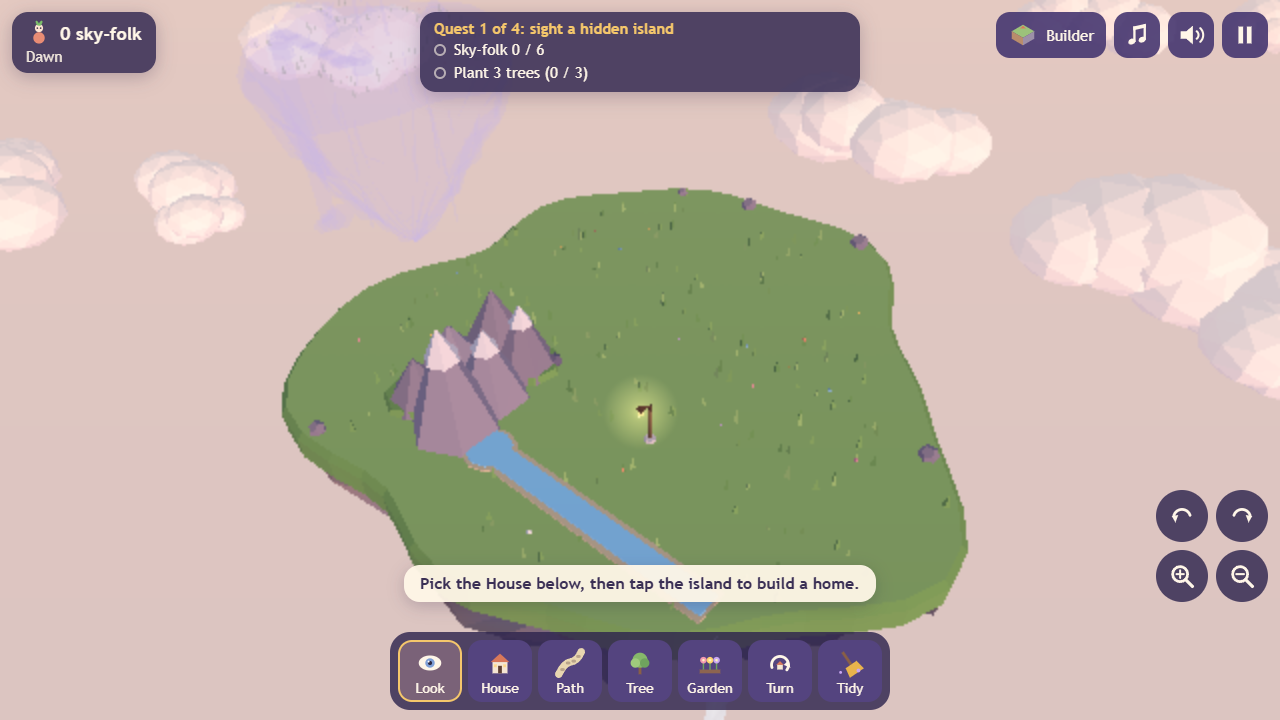 0 sky-folk
Dawn
Quest 1 of 4: sight a hidden island
Sky-folk 0 / 6
Plant 3 trees (0 / 3)
Builder
Pick the House below, then tap the island to build a home.
Look
House
Path
Tree
Garden
Turn
Tidy